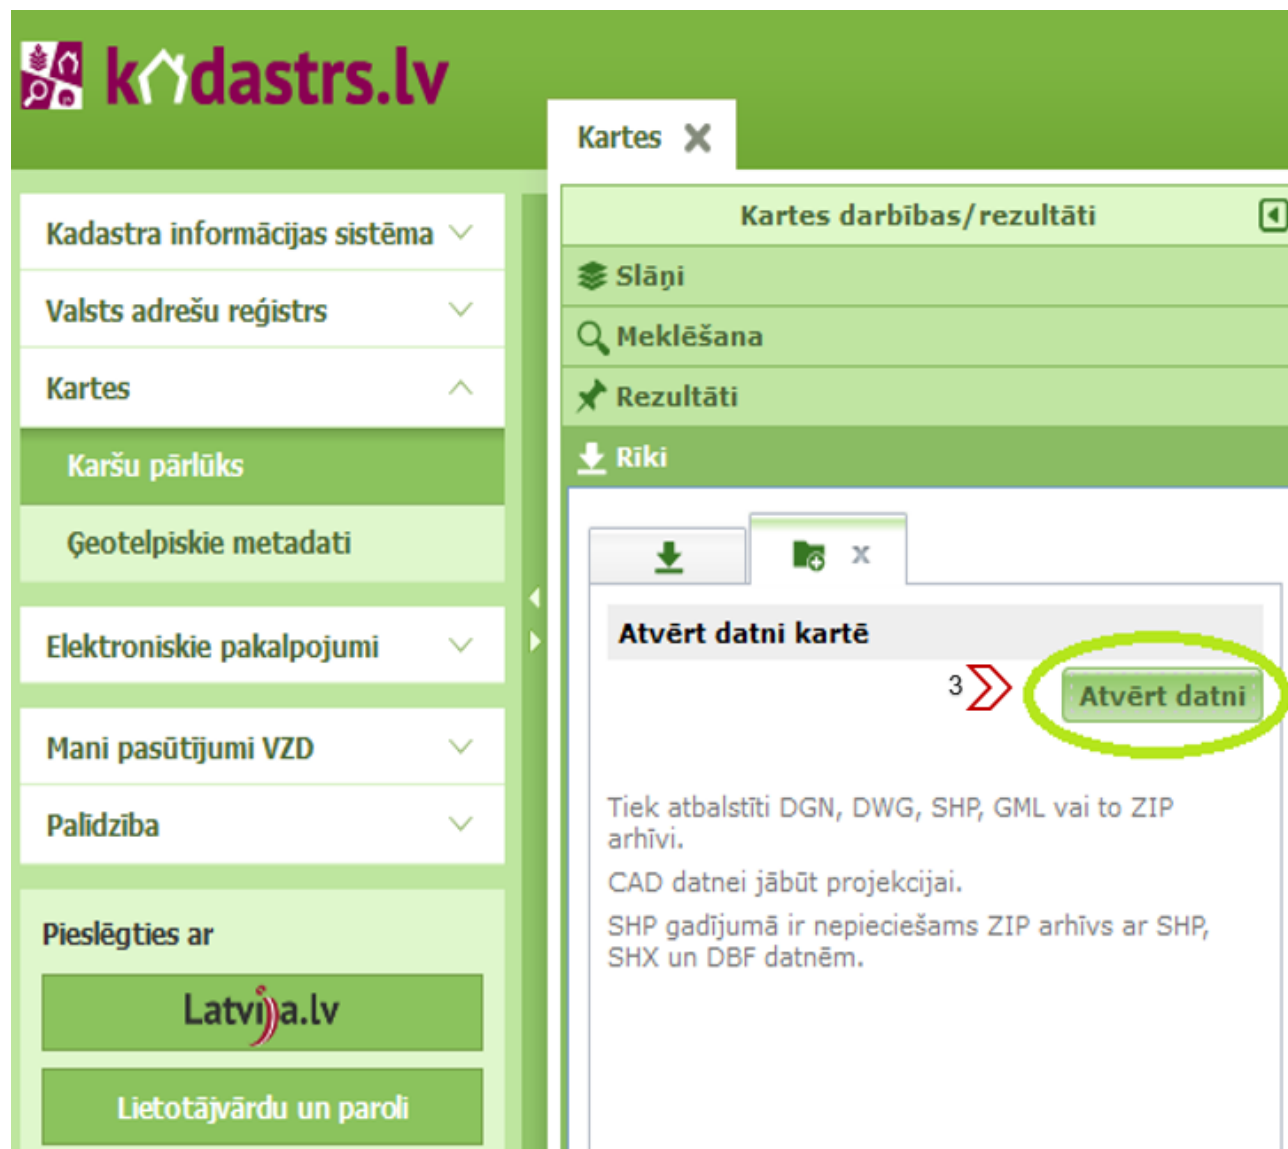 kadastrs.lv
Kartes
Kadastra informācijas sistēma
Valsts adrešu reģistrs
Kartes
Karšu pārlūks
Ģeotelpiskie metadati
Elektroniskie pakalpojumi
Mani pasūtījumi VZD
Palīdzība
Pieslēgties ar
Latvija.lv
Lietotājvārdu un paroli
Kartes darbības/rezultāti
Slāņi
Meklēšana
Rezultāti
Rīki
x
Atvērt datni kartē
3
Atvērt datni
Tiek atbalstīti DGN, DWG, SHP, GML vai to ZIP
arhīvi.
CAD datnei jābūt projekcijai.
SHP gadījumā ir nepieciešams ZIP arhīvs ar SHP,
SHX un DBF datnēm.